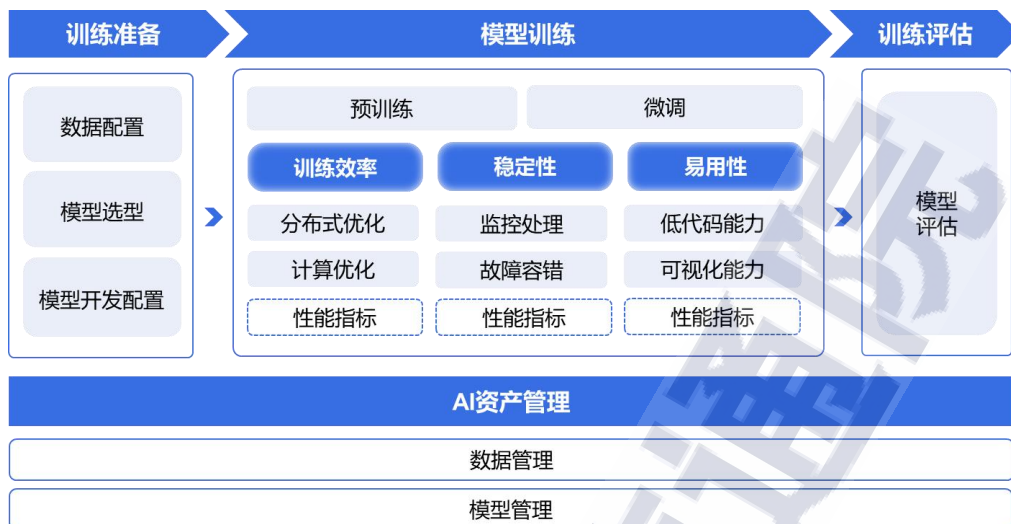 训练准备
模型训练
训练评估
数据配置
模型选型
模型开发配置
预训练
微调
训练效率
稳定性
易用性
分布式优化
监控处理
低代码能力
计算优化
故障容错
可视化能力
性能指标
性能指标
性能指标
模型
评估
AI资产管理
数据管理
模型管理
通院